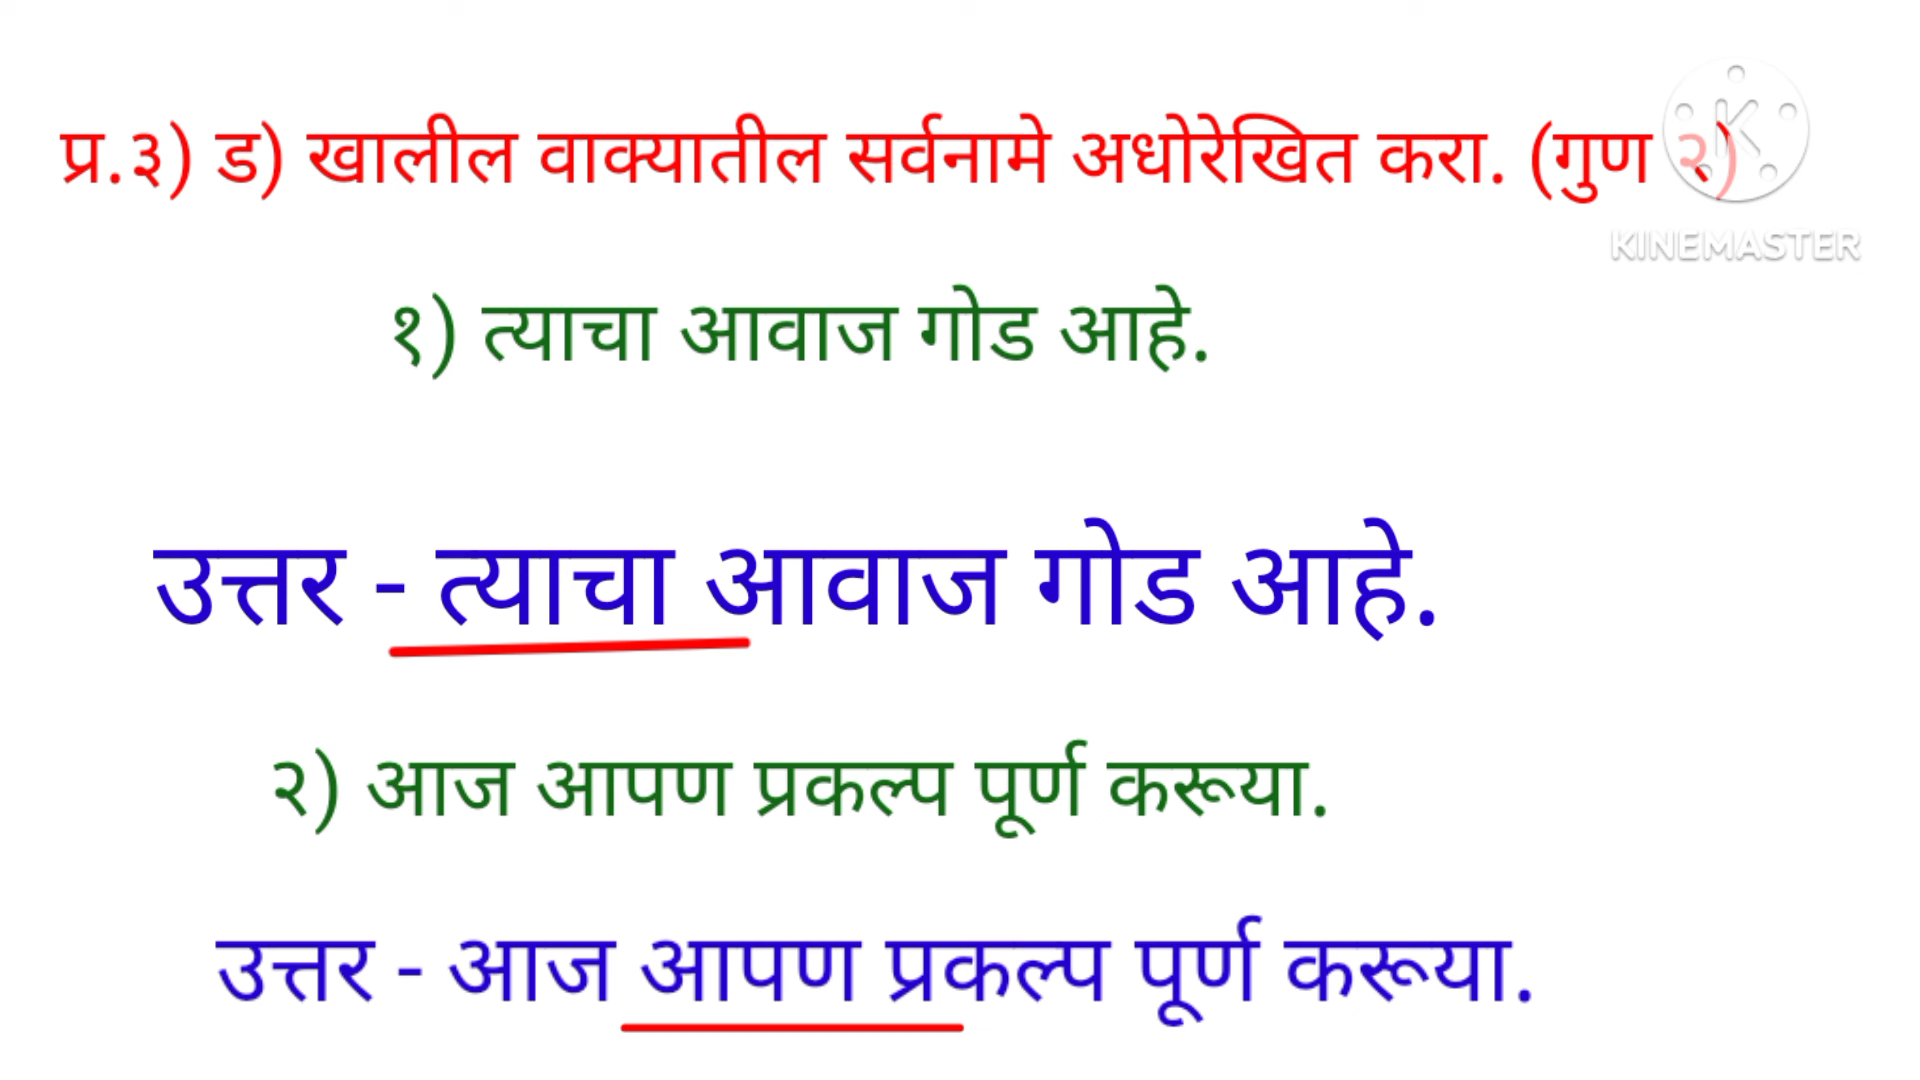 प्र.३) ड) खालील वाक्यातील सर्वनामे अधोरेखित करा. (गुण २)
KINEMASTER
१) त्याचा आवाज गोड आहे.
उत्तर - त्याचा आवाज गोड आहे.
२) आज आपण प्रकल्प पूर्ण करूया.
उत्तर - आज आपण प्रकल्प पूर्ण करूया.